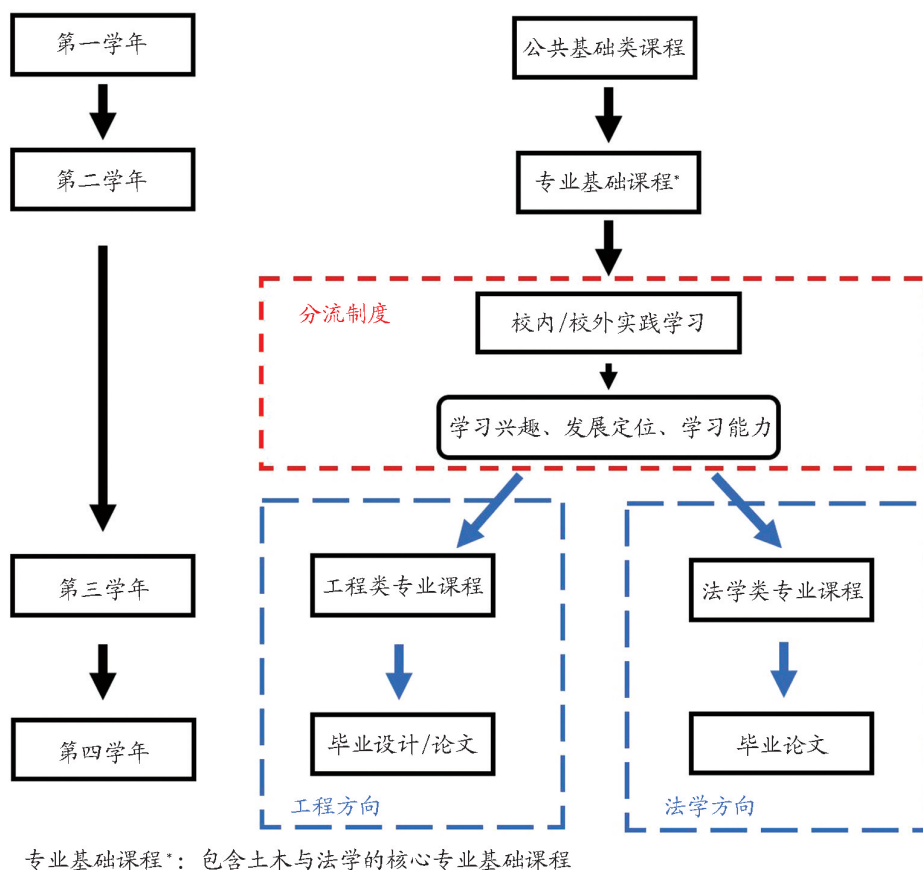 第一学年
公共基础类课程
第二学年
专业基础课程*
分流制度
校内/校外实践学习
学习兴趣、发展定位、学习能力
第三学年
工程类专业课程
法学类专业课程
第四学年
毕业设计/论文
毕业论文
工程方向
法学方向
专业基础课程*：包含土木与法学的核心专业基础课程